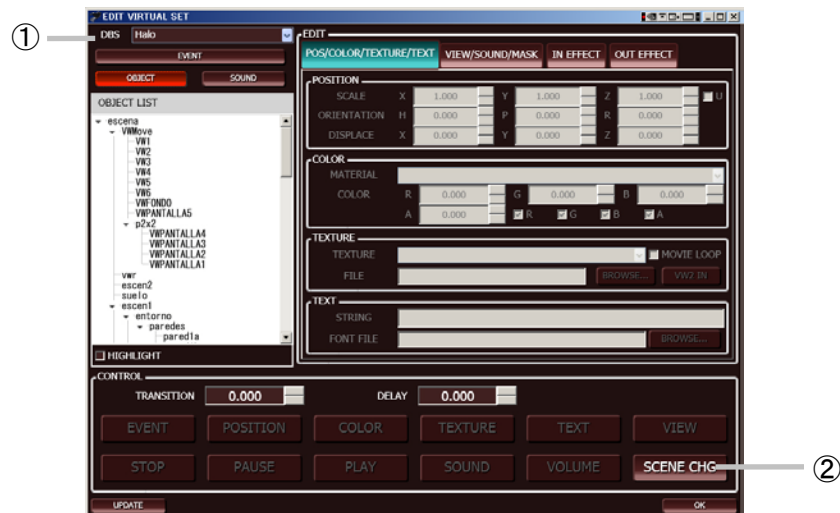 EDIT VIRTUAL SET
① DBS Halo
EVENT
OBJECT SOUND
OBJECT LIST
escena
VWMove
VW1
VW2
VW3
VW4
VW5
VW6
VWFONDO
VWPANTALLA5
p2x2
VWPANTALLA4
VWPANTALLA3
VWPANTALLA2
VWPANTALLA1
vwr
escen2
suelo
escen1
entorno
paredes
pared1a
HIGHLIGHT
EDIT
POS/COLOR/TEXTURE/TEXT VIEW/SOUND/MASK IN EFFECT OUT EFFECT
POSITION
SCALE X 1.000 Y 1.000 Z 1.000 U
ORIENTATION H 0.000 P 0.000 R 0.000
DISPLACE X 0.000 Y 0.000 Z 0.000
COLOR
MATERIAL
COLOR R 0.000 G 0.000 B 0.000
A 0.000 R G B A
TEXTURE
TEXTURE MOVIE LOOP
FILE BROWSE... VW2 IN
TEXT
STRING
FONT FILE BROWSE...
CONTROL
TRANSITION 0.000 DELAY 0.000
EVENT POSITION COLOR TEXTURE TEXT VIEW
STOP PAUSE PLAY SOUND VOLUME SCENE CHG ②
UPDATE OK